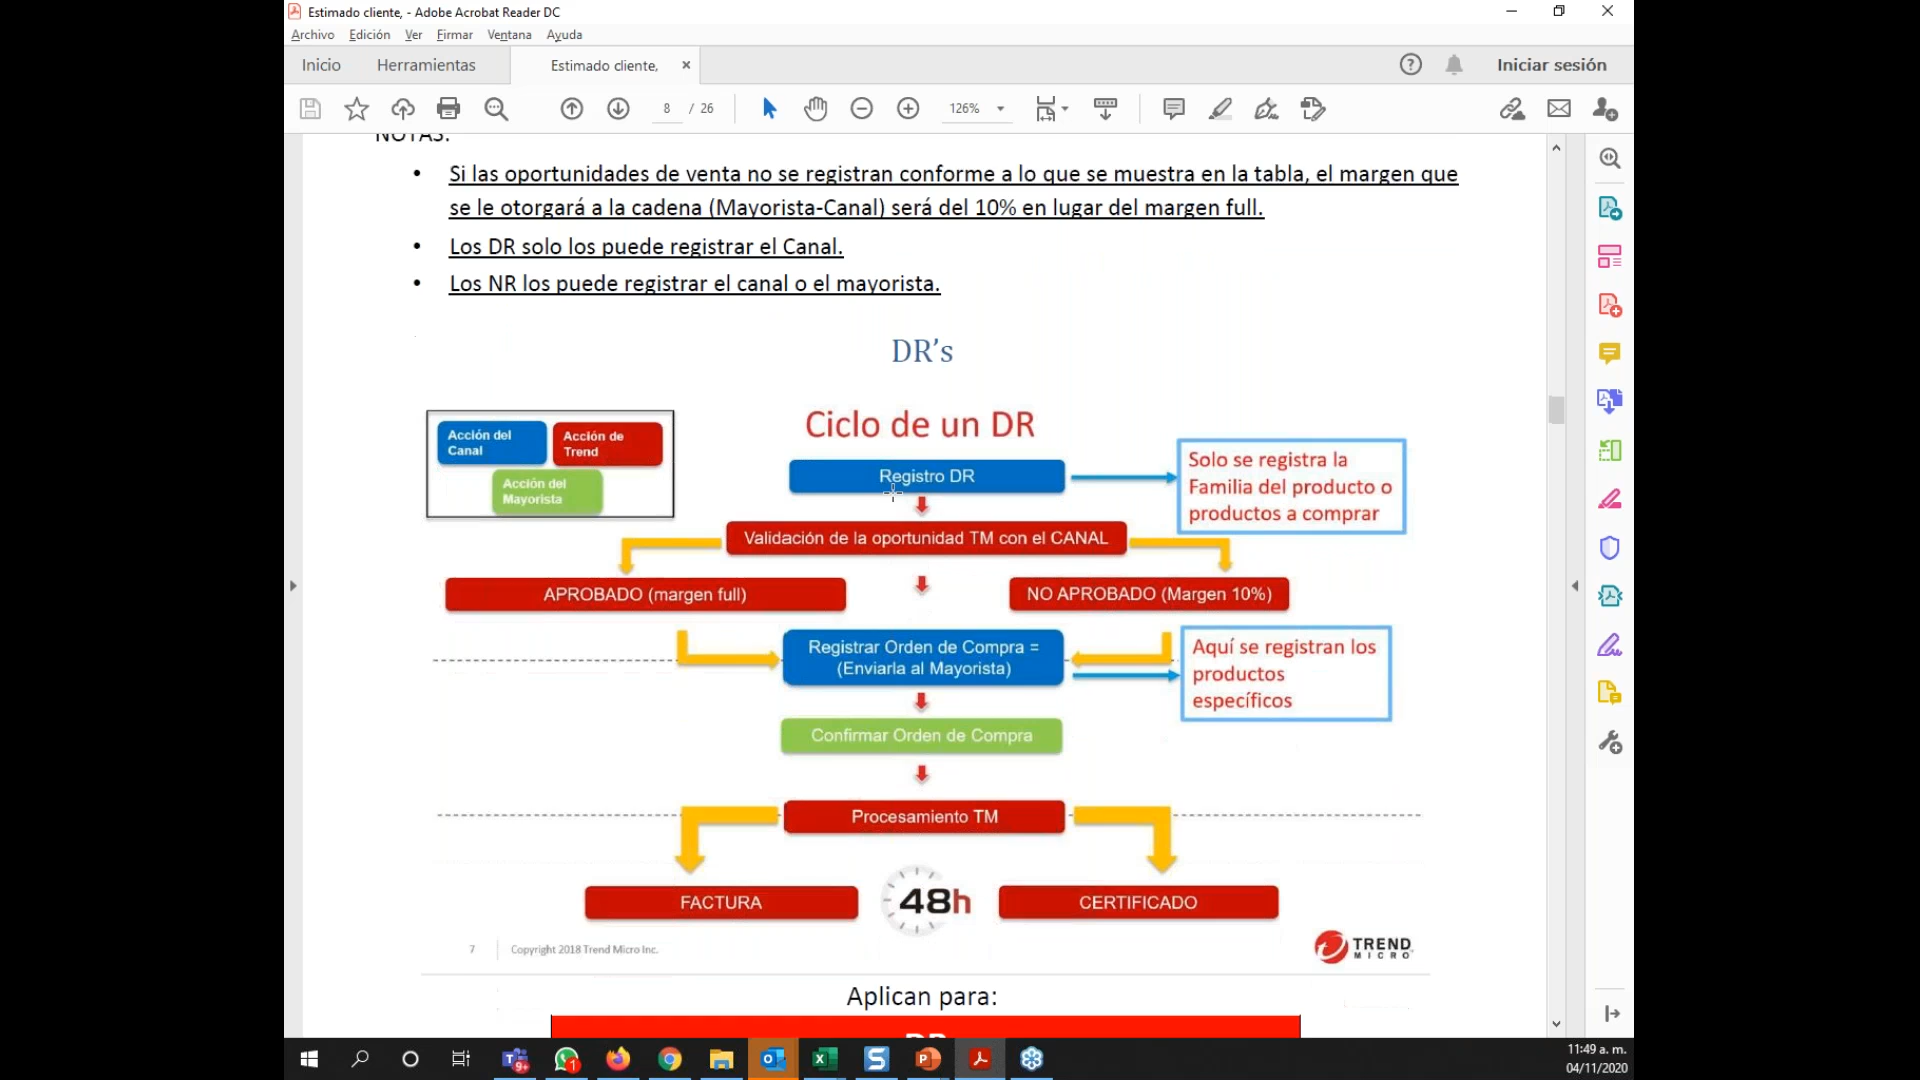 Estimado cliente, - Adobe Acrobat Reader DC
Archivo Edición Ver Firmar Ventana Ayuda
Inicio Herramientas Estimado cliente, × Iniciar sesión
8 / 26 126%
NOTAS:
• Si las oportunidades de venta no se registran conforme a lo que se muestra en la tabla, el margen que
se le otorgará a la cadena (Mayorista-Canal) será del 10% en lugar del margen full.
• Los DR solo los puede registrar el Canal.
• Los NR los puede registrar el canal o el mayorista.
DR's
Ciclo de un DR
Acción del
Canal
Acción de
Trend
Acción del
Mayorista
Registro DR
Solo se registra la
Familia del producto o
productos a comprar
Validación de la oportunidad TM con el CANAL
APROBADO (margen full)
NO APROBADO (Margen 10%)
Registrar Orden de Compra =
(Enviarla al Mayorista)
Aquí se registran los
productos
específicos
Confirmar Orden de Compra
Procesamiento TM
FACTURA
48h
CERTIFICADO
7 Copyright 2018 Trend Micro Inc.
TREND
MICRO
Aplican para:
DR
11:49 a. m.
04/11/2020